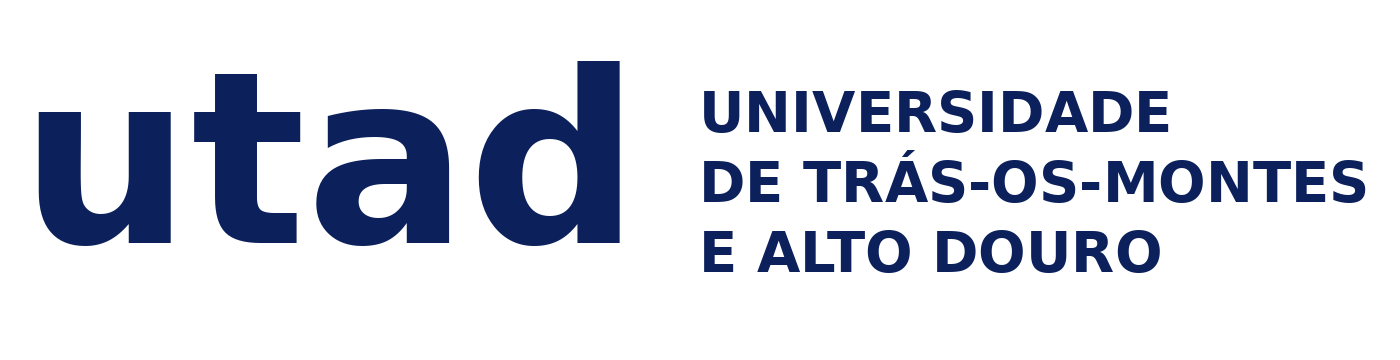 utad
UNIVERSIDADE
DE TRÁS-OS-MONTES
E ALTO DOURO